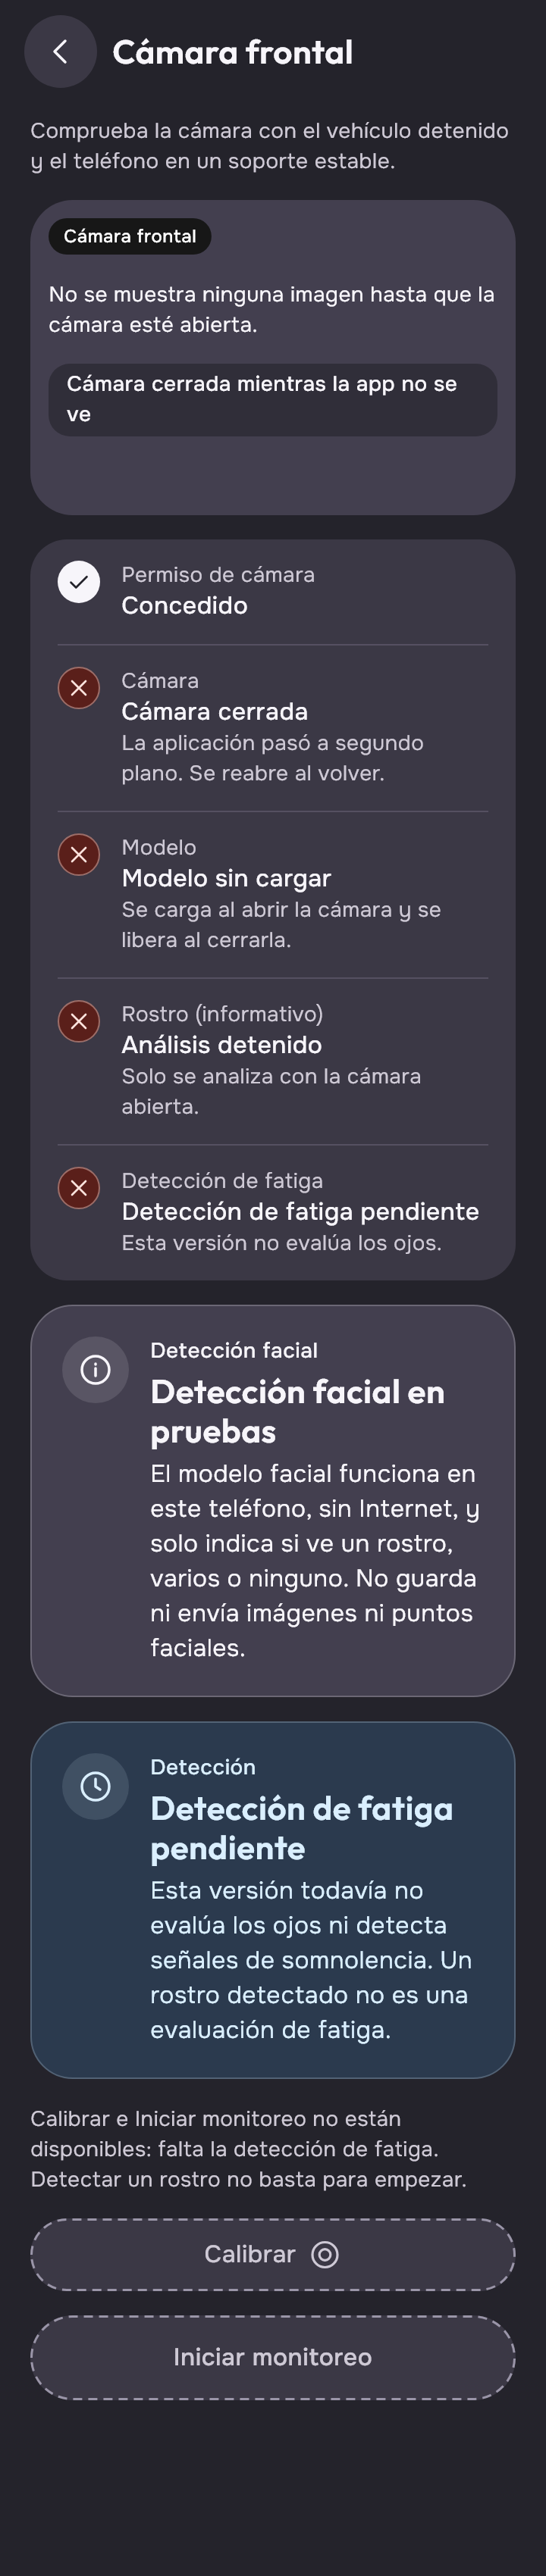 Cámara frontal
Comprueba la cámara con el vehículo detenido
y el teléfono en un soporte estable.
Cámara frontal
No se muestra ninguna imagen hasta que la
cámara esté abierta.
Cámara cerrada mientras la app no se
ve
Permiso de cámara
Concedido
Cámara
Cámara cerrada
La aplicación pasó a segundo
plano. Se reabre al volver.
Modelo
Modelo sin cargar
Se carga al abrir la cámara y se
libera al cerrarla.
Rostro (informativo)
Análisis detenido
Solo se analiza con la cámara
abierta.
Detección de fatiga
Detección de fatiga pendiente
Esta versión no evalúa los ojos.
Detección facial
Detección facial en
pruebas
El modelo facial funciona en
este teléfono, sin Internet, y
solo indica si ve un rostro,
varios o ninguno. No guarda
ni envía imágenes ni puntos
faciales.
Detección
Detección de fatiga
pendiente
Esta versión todavía no
evalúa los ojos ni detecta
señales de somnolencia. Un
rostro detectado no es una
evaluación de fatiga.
Calibrar e Iniciar monitoreo no están
disponibles: falta la detección de fatiga.
Detectar un rostro no basta para empezar.
Calibrar
Iniciar monitoreo